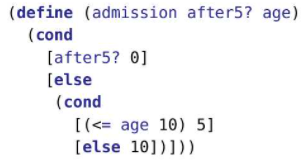 (define (admission after5? age)
  (cond
    [after5? 0]
    [else
     (cond
       [(<= age 10) 5]
       [else 10])]))